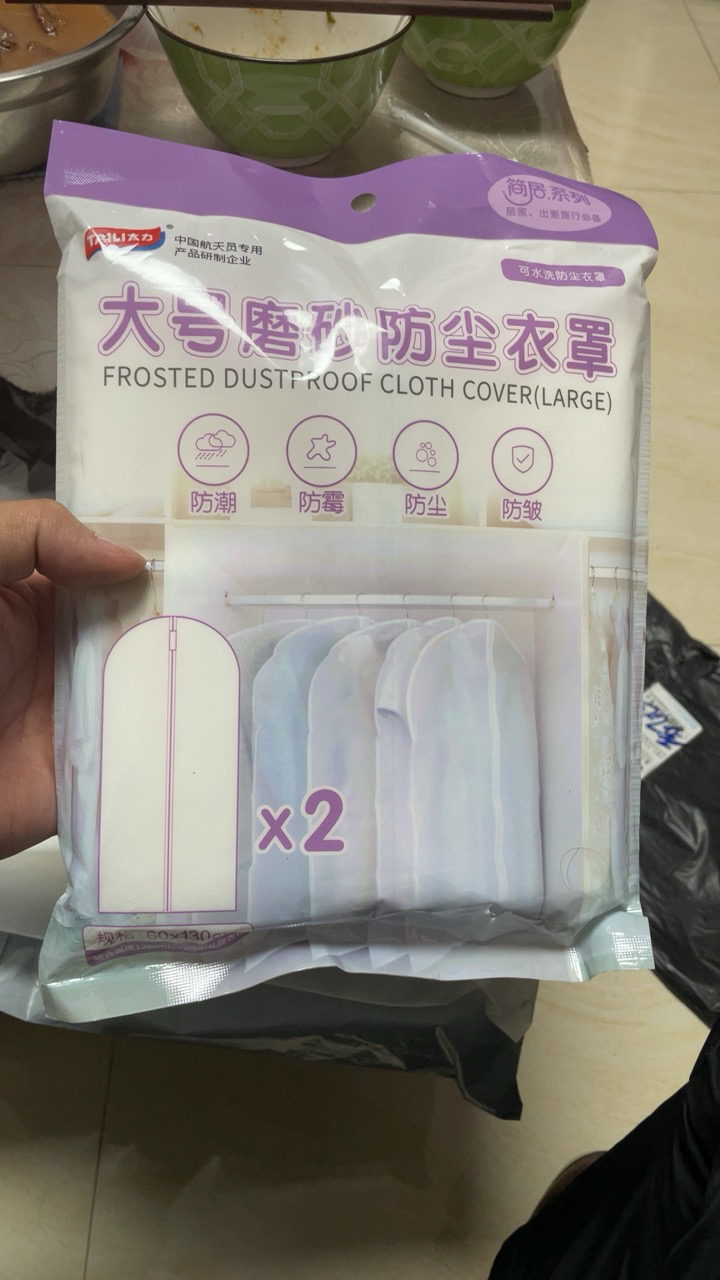 简居.系列
居家、出差旅行必备
TAILI太力®
中国航天员专用
产品研制企业
可水洗防尘衣罩
大号磨砂防尘衣罩
FROSTED DUSTPROOF CLOTH COVER(LARGE)
防潮
防霉
防尘
防皱
x2
规格 60x130